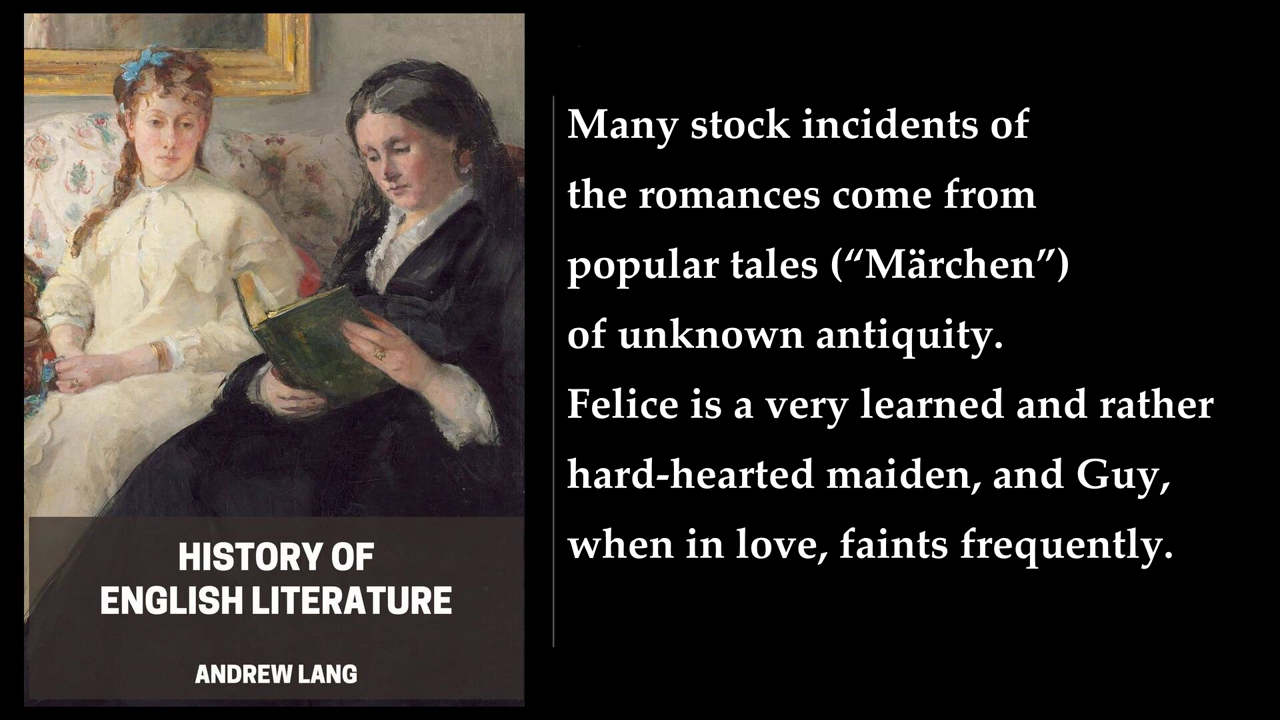 HISTORY OF
ENGLISH LITERATURE
ANDREW LANG
Many stock incidents of
the romances come from
popular tales (“Märchen”)
of unknown antiquity.
Felice is a very learned and rather
hard-hearted maiden, and Guy,
when in love, faints frequently.